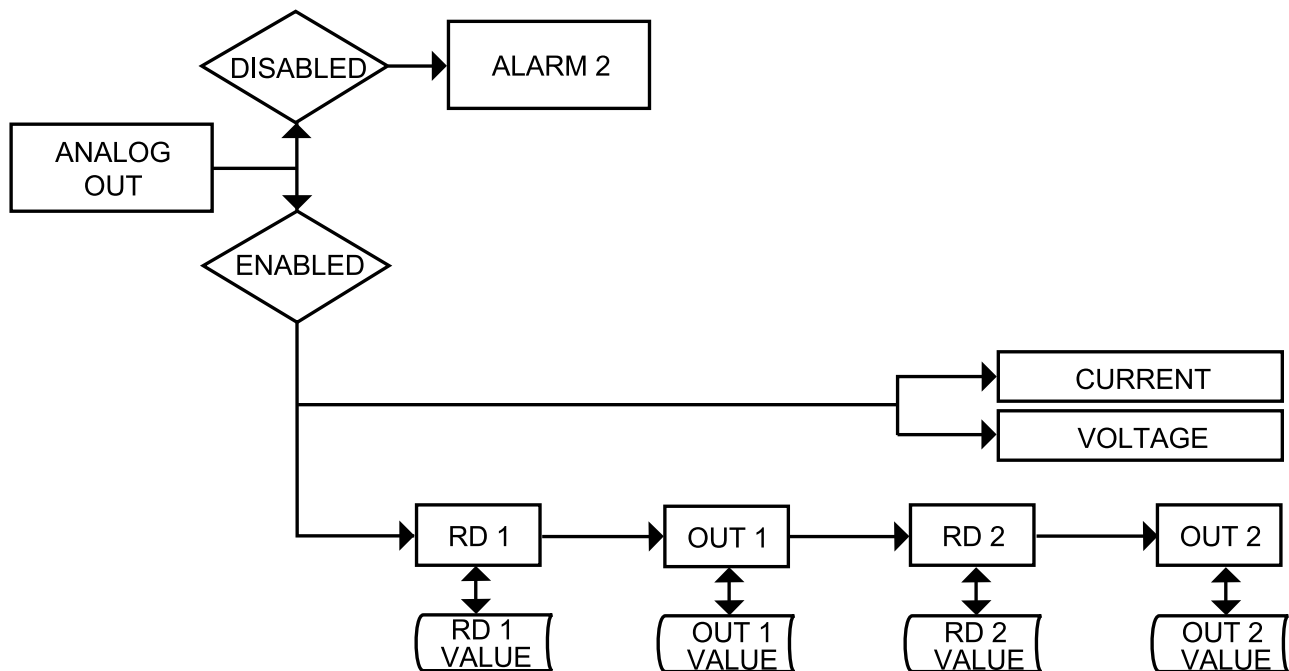 DISABLED
ALARM 2
ANALOG
OUT
ENABLED
CURRENT
VOLTAGE
RD 1
OUT 1
RD 2
OUT 2
RD 1
VALUE
OUT 1
VALUE
RD 2
VALUE
OUT 2
VALUE